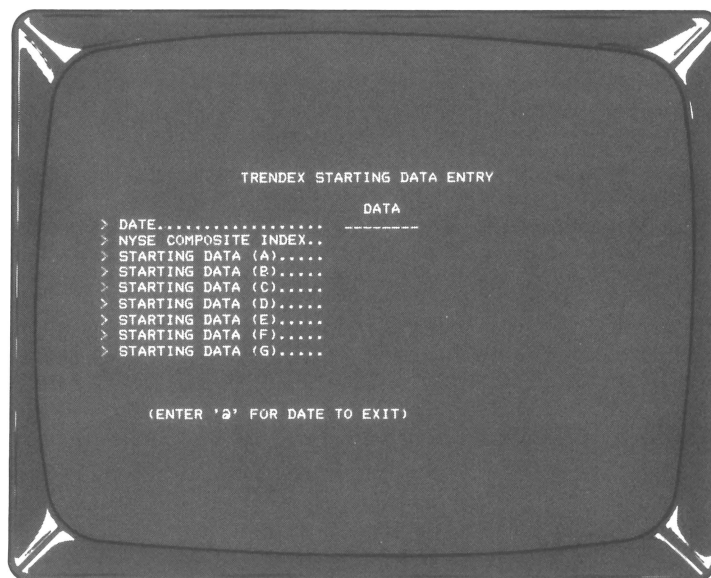 TRENDEX STARTING DATA ENTRY
DATA
> DATE................... --------
> NYSE COMPOSITE INDEX..
> STARTING DATA (A).....
> STARTING DATA (B).....
> STARTING DATA (C).....
> STARTING DATA (D).....
> STARTING DATA (E).....
> STARTING DATA (F).....
> STARTING DATA (G).....
(ENTER '@' FOR DATE TO EXIT)